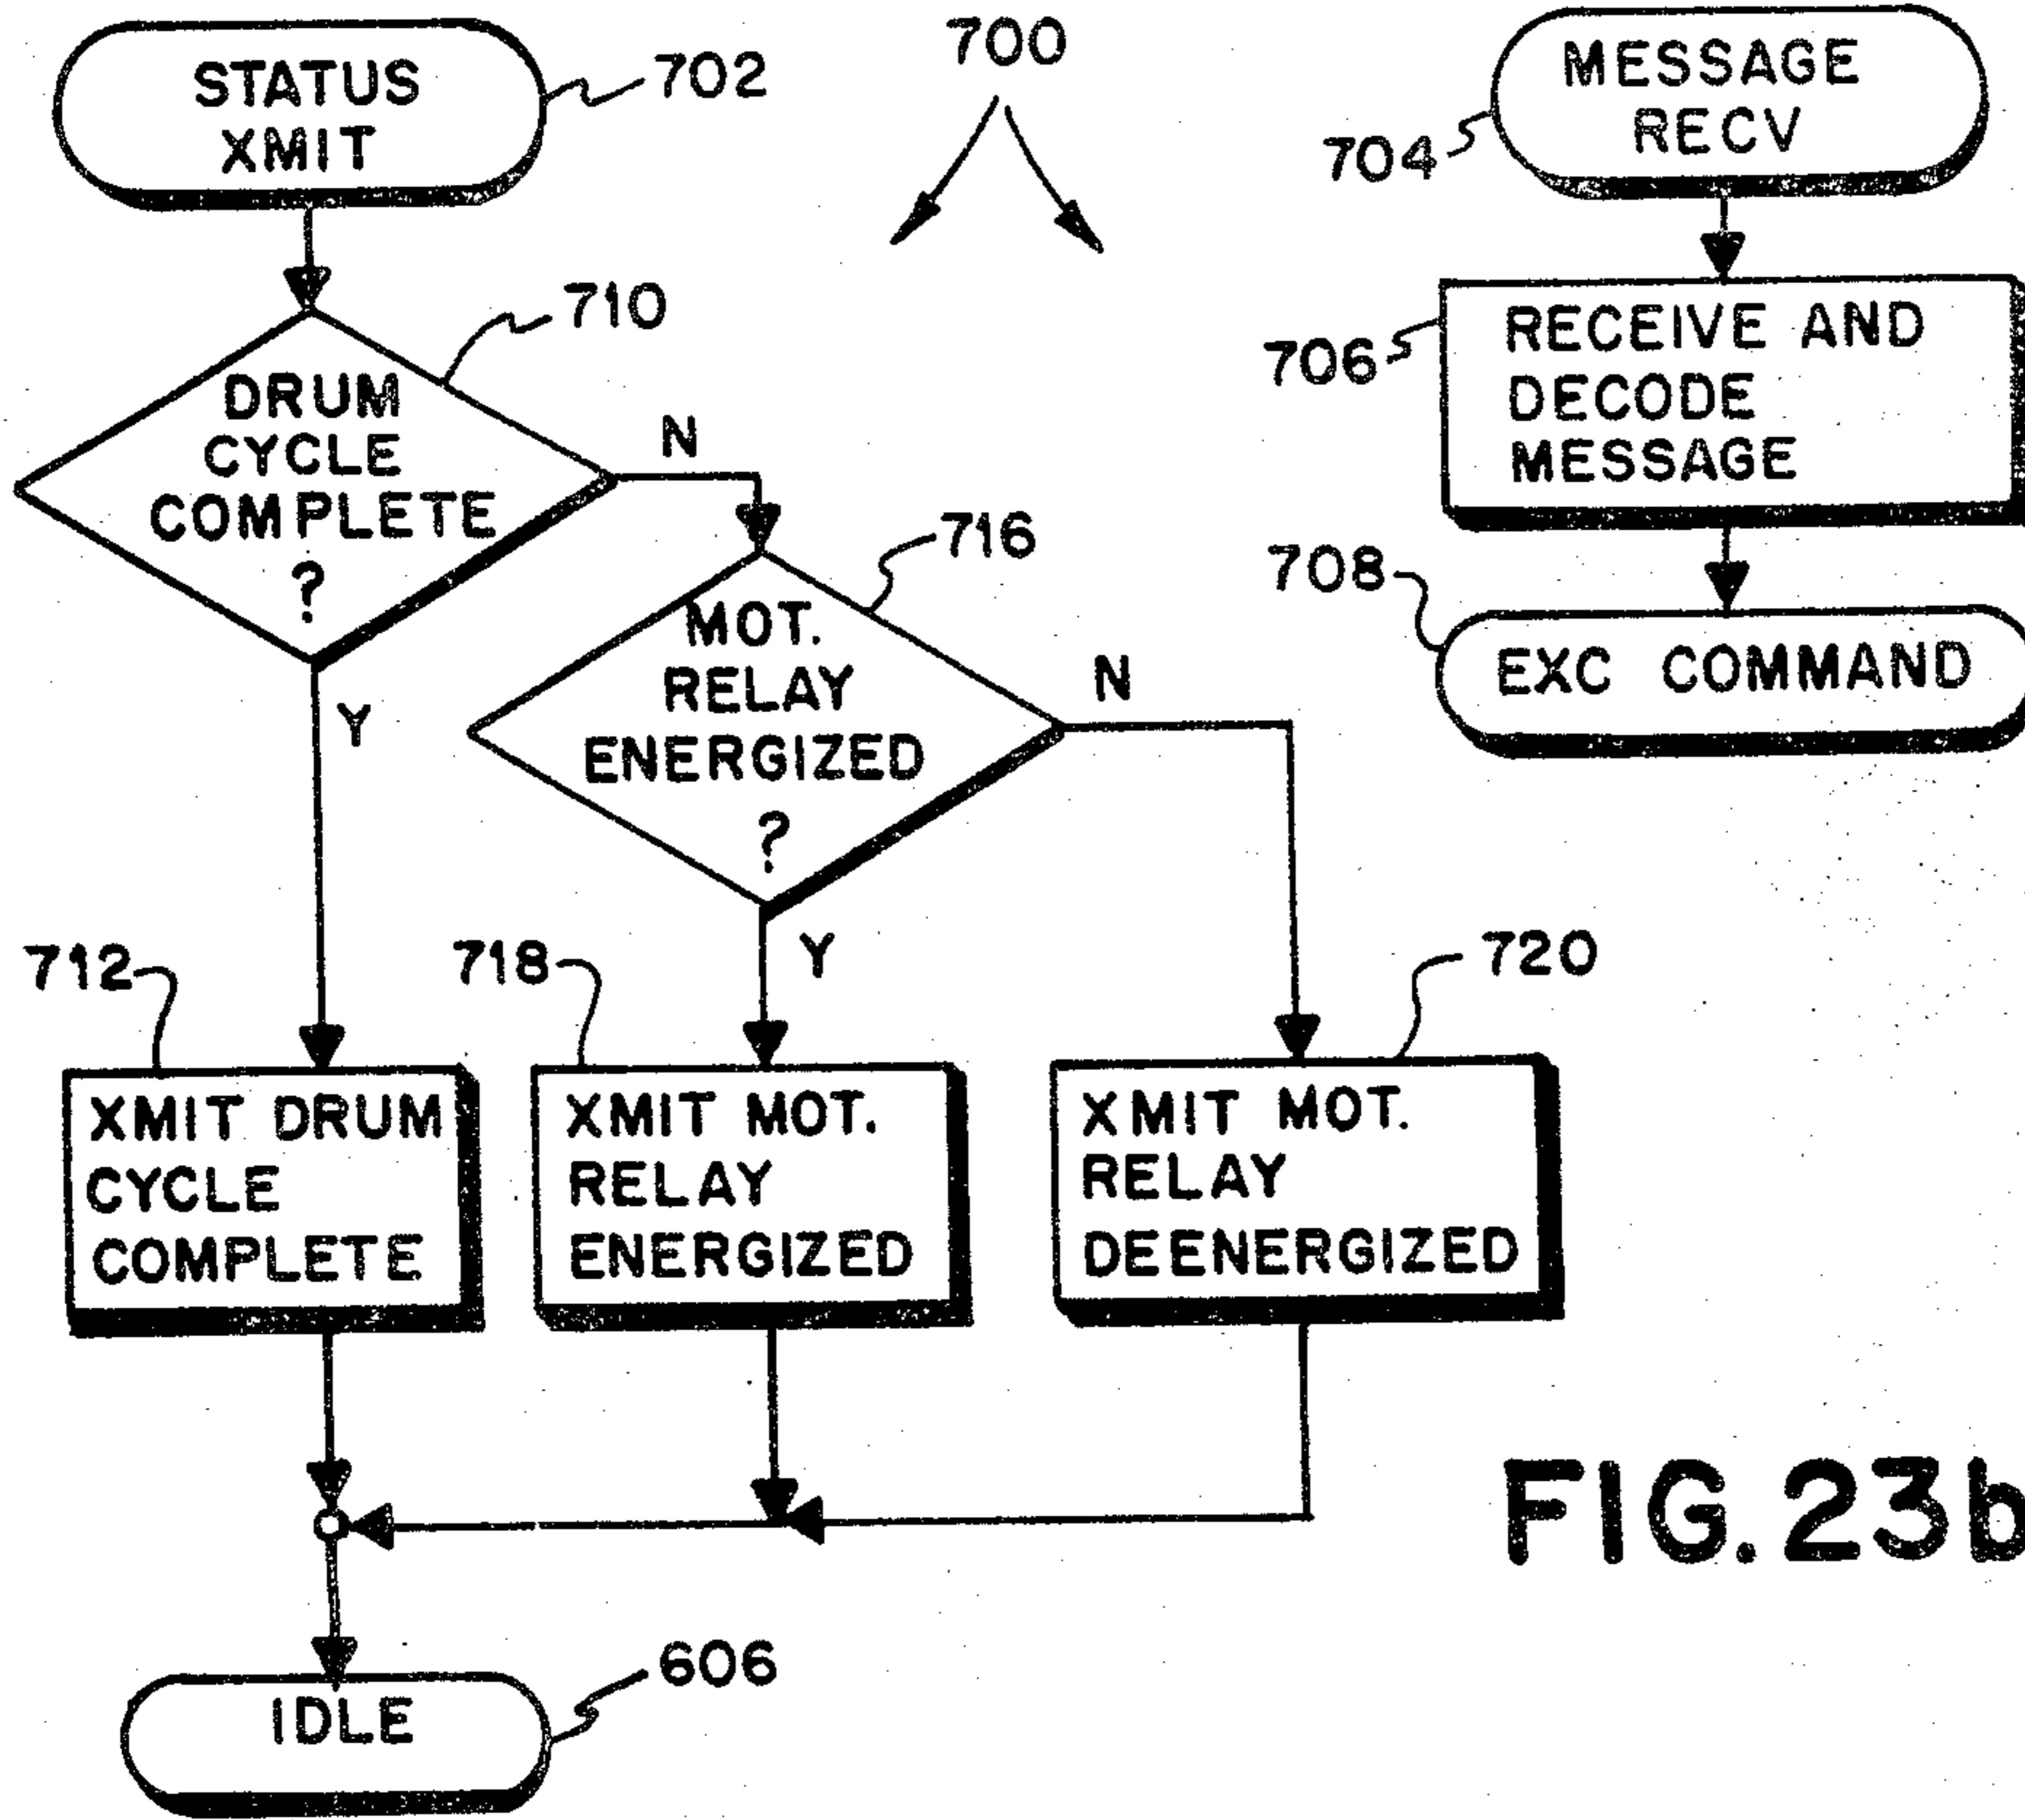 STATUS
XMIT
702
700
MESSAGE
RECV
704
710
DRUM
CYCLE
COMPLETE
?
N
Y
706
RECEIVE AND
DECODE
MESSAGE
716
MOT.
RELAY
ENERGIZED
?
N
Y
708
EXC COMMAND
712
XMIT DRUM
CYCLE
COMPLETE
718
XMIT MOT.
RELAY
ENERGIZED
720
XMIT MOT.
RELAY
DEENERGIZED
FIG.23b
606
IDLE